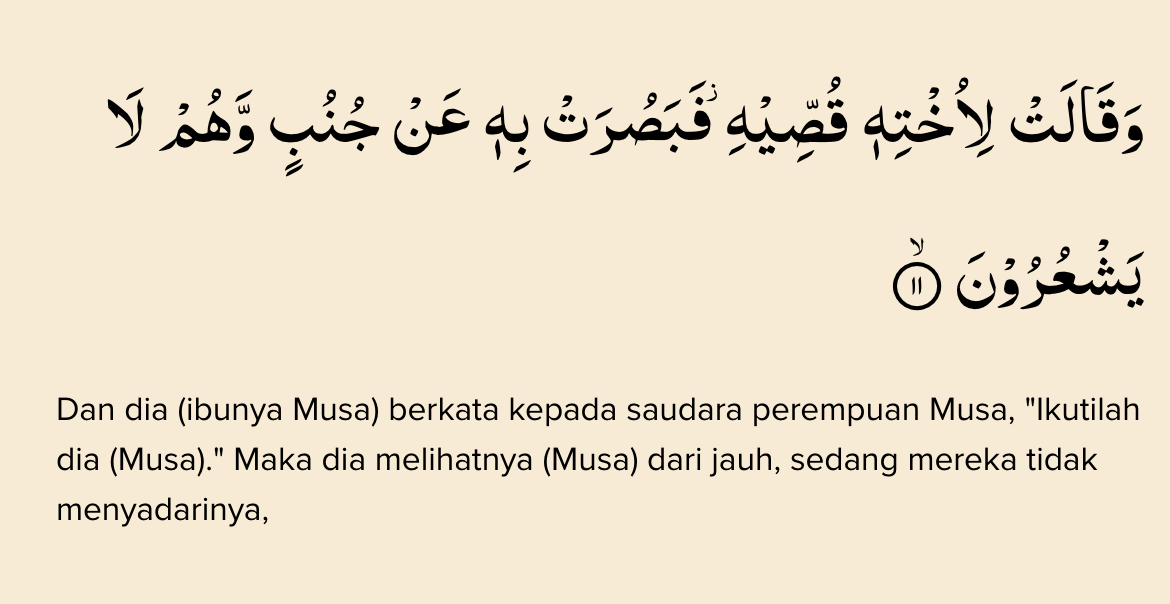 وَقَالَتْ لِاُخْتِهٖ قُصِّيْهِ ۗفَبَصُرَتْ بِهٖ عَنْ جُنُبٍ وَّهُمْ لَا
يَشْعُرُوْنَ ۙ ١١
Dan dia (ibunya Musa) berkata kepada saudara perempuan Musa, "Ikutilah
dia (Musa)." Maka dia melihatnya (Musa) dari jauh, sedang mereka tidak
menyadarinya,